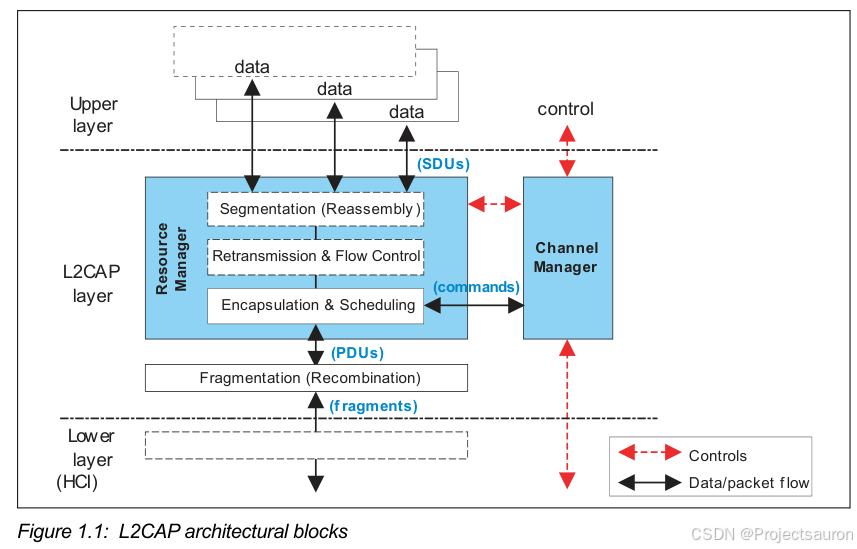 data
data
data
Upper
layer
control
(SDUs)
Segmentation (Reassembly)
Resource
Manager
Retransmission & Flow Control
Channel
Manager
L2CAP
layer
(commands)
Encapsulation & Scheduling
(PDUs)
Fragmentation (Recombination)
(fragments)
Lower
layer
(HCI)
Controls
Data/packet flow
Figure 1.1: L2CAP architectural blocks
CSDN @Projectsauron